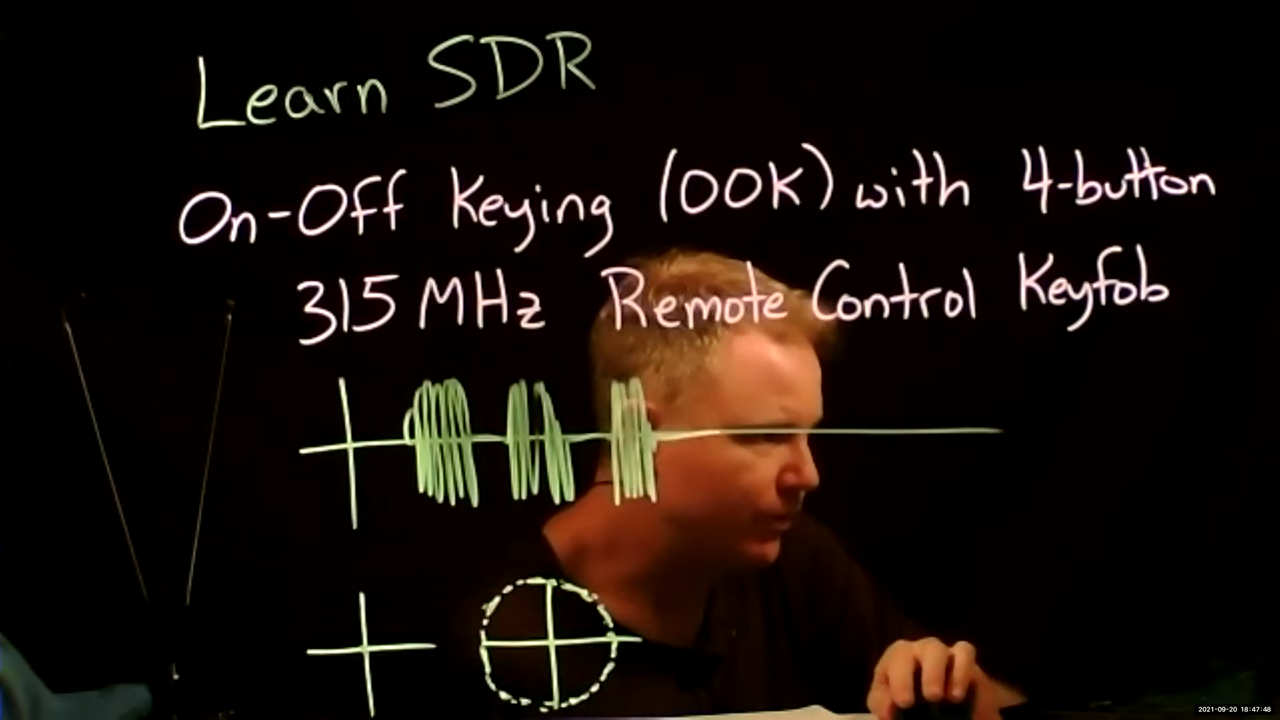 Learn SDR
On-Off Keying (OOK) with 4-button
315 MHz Remote Control Keyfob
2021-09-20 18:47:48